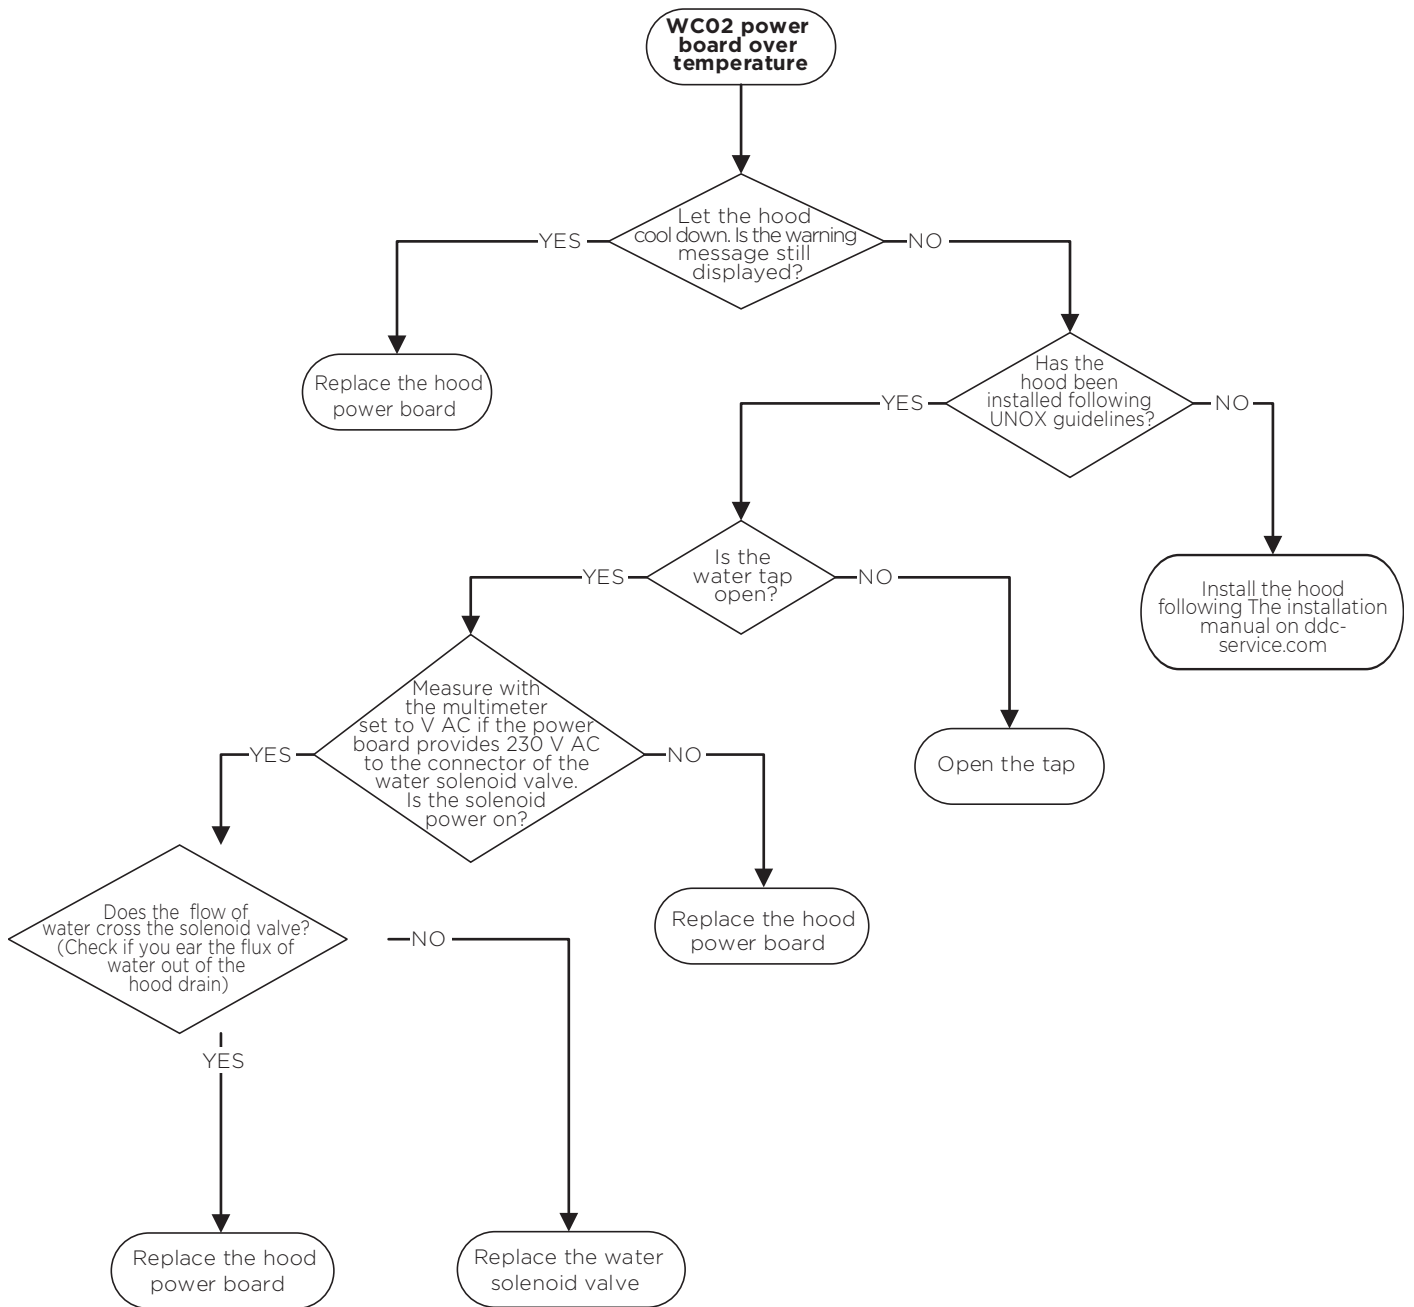 WC02 power
board over
temperature
Let the hood
cool down. Is the warning
message still
displayed?
YES
NO
Replace the hood
power board
Has the
hood been
installed following
UNOX guidelines?
YES
NO
Is the
water tap
open?
YES
NO
Install the hood
following The installation
manual on ddc-
service.com
Measure with
the multimeter
set to V AC if the power
board provides 230 V AC
to the connector of the
water solenoid valve.
Is the solenoid
power on?
YES
NO
Open the tap
Does the flow of
water cross the solenoid valve?
(Check if you ear the flux of
water out of the
hood drain)
NO
Replace the hood
power board
YES
Replace the hood
power board
Replace the water
solenoid valve